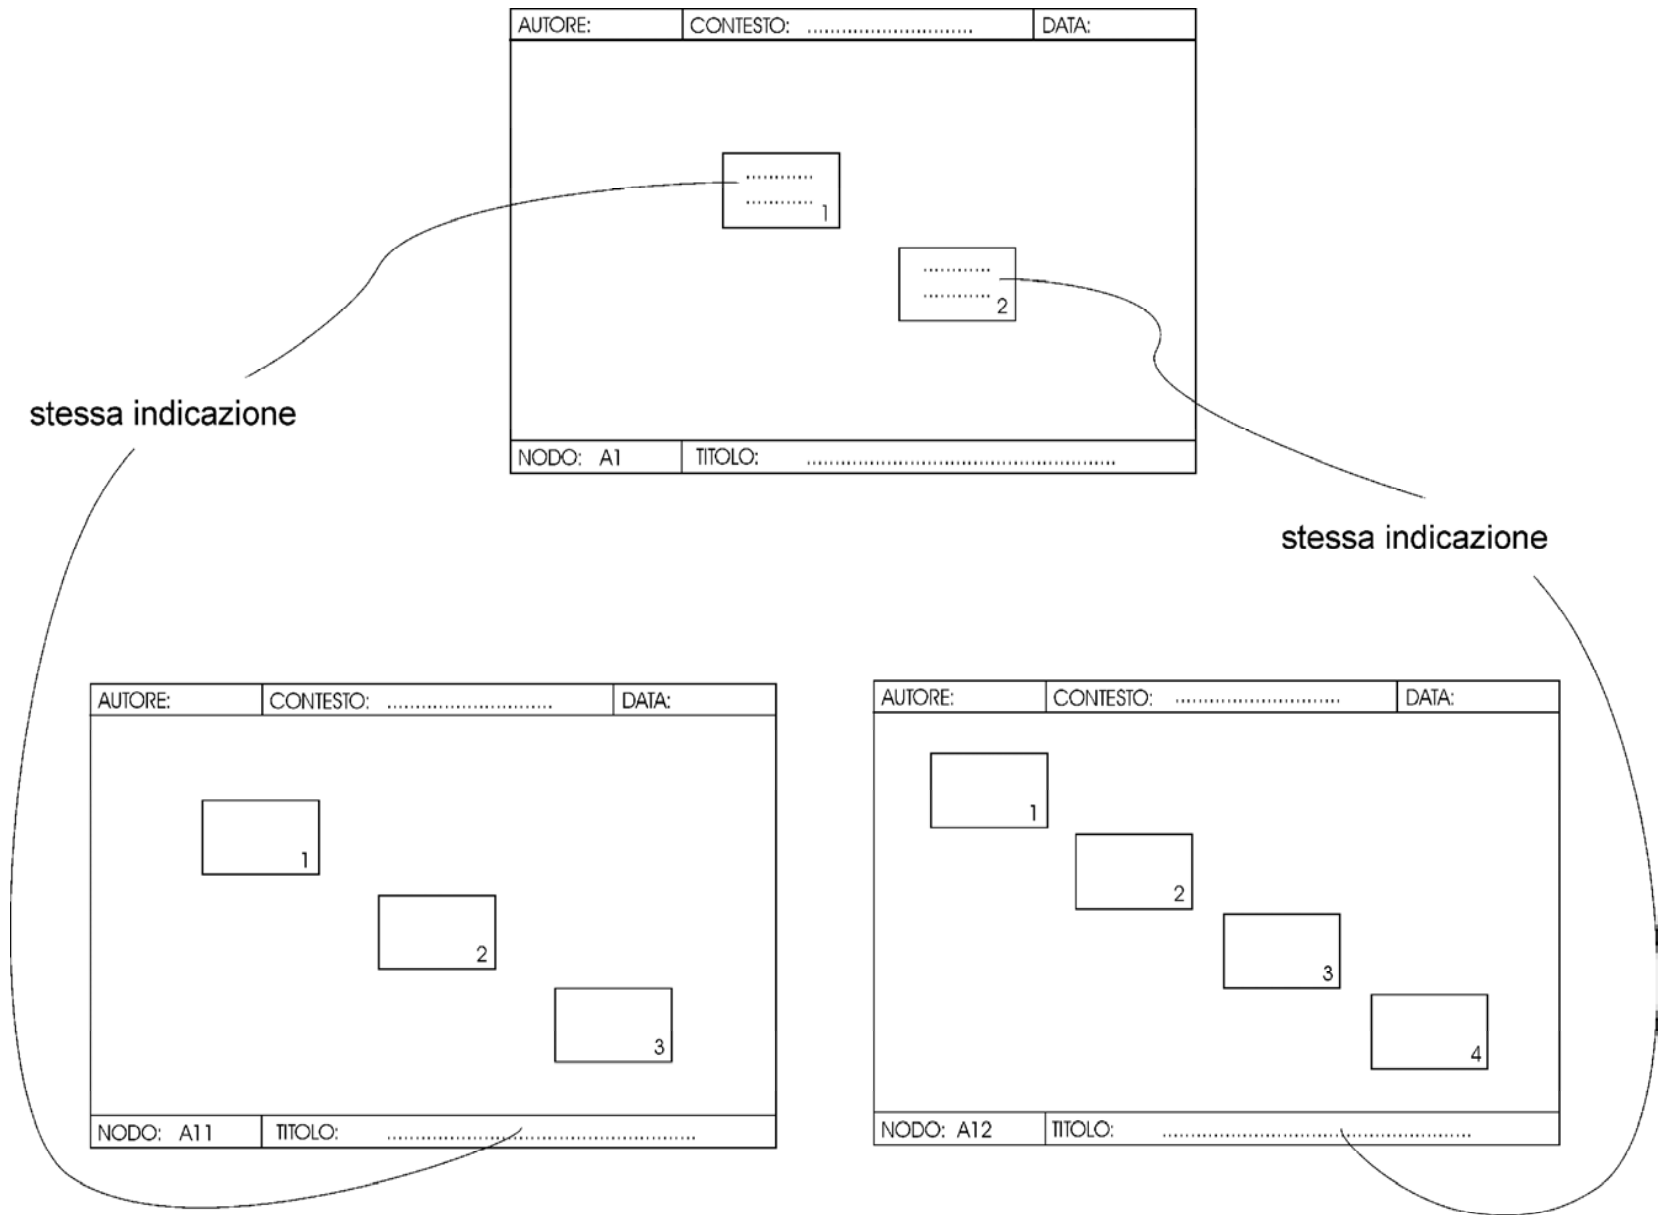 AUTORE: CONTESTO: ............................ DATA:
............
............ 1
............
............ 2
stessa indicazione
NODO: A1 TITOLO: ....................................................
stessa indicazione
AUTORE: CONTESTO: ............................ DATA:
1
2
3
NODO: A11 TITOLO: ....................................................
AUTORE: CONTESTO: ............................ DATA:
1
2
3
4
NODO: A12 TITOLO: ....................................................